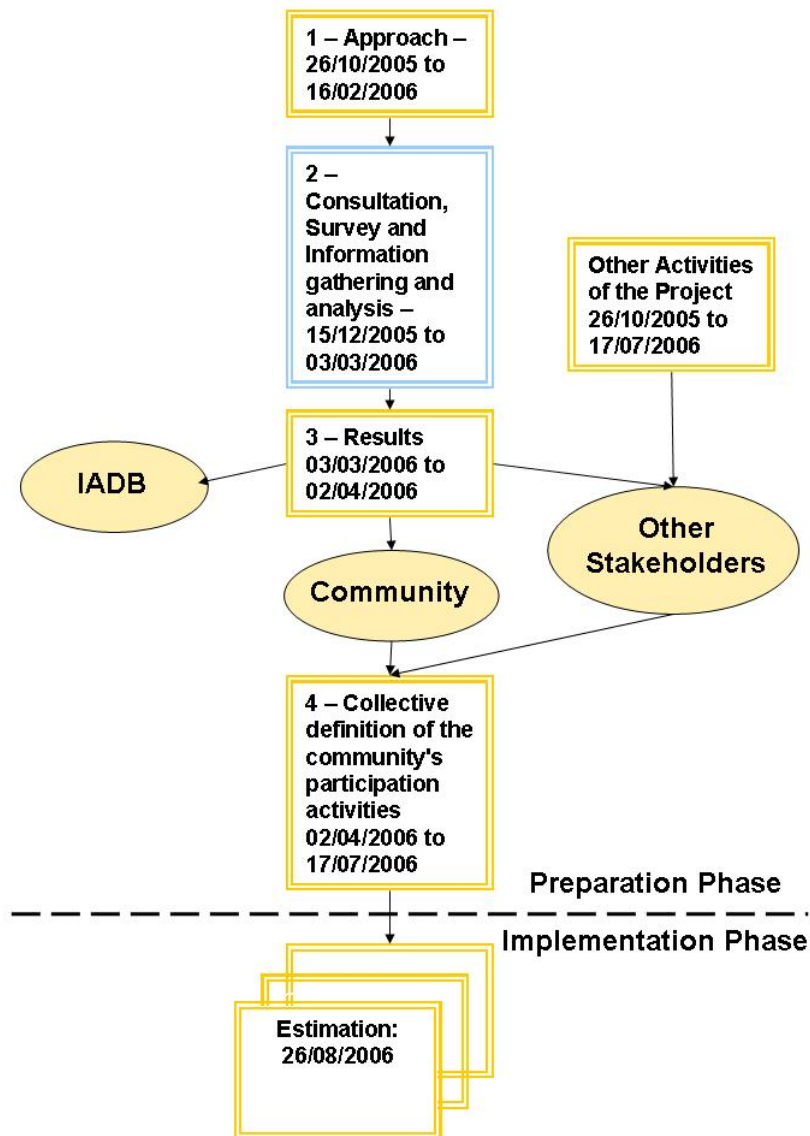 1 – Approach –
26/10/2005 to
16/02/2006
2 –
Consultation,
Survey and
Information
gathering and
analysis –
15/12/2005 to
03/03/2006
Other Activities
of the Project
26/10/2005 to
17/07/2006
3 – Results
03/03/2006 to
02/04/2006
IADB
Other
Stakeholders
Community
4 – Collective
definition of the
community's
participation
activities
02/04/2006 to
17/07/2006
Preparation Phase
Implementation Phase
Estimation:
26/08/2006